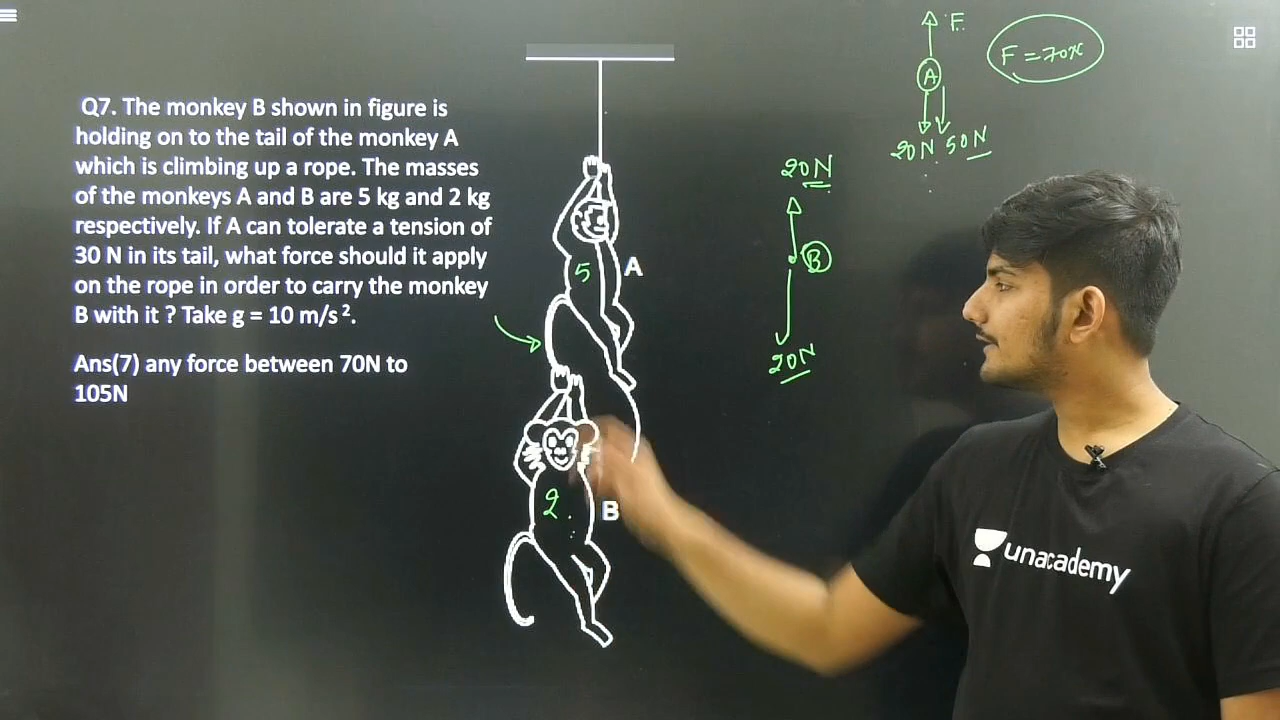 Q7. The monkey B shown in figure is
holding on to the tail of the monkey A
which is climbing up a rope. The masses
of the monkeys A and B are 5 kg and 2 kg
respectively. If A can tolerate a tension of
30 N in its tail, what force should it apply
on the rope in order to carry the monkey
B with it ? Take g = 10 m/s².
Ans(7) any force between 70N to
105N
5
A
2
B
20N
B
20N
F
A
20N 50N
F = 70N
unacademy